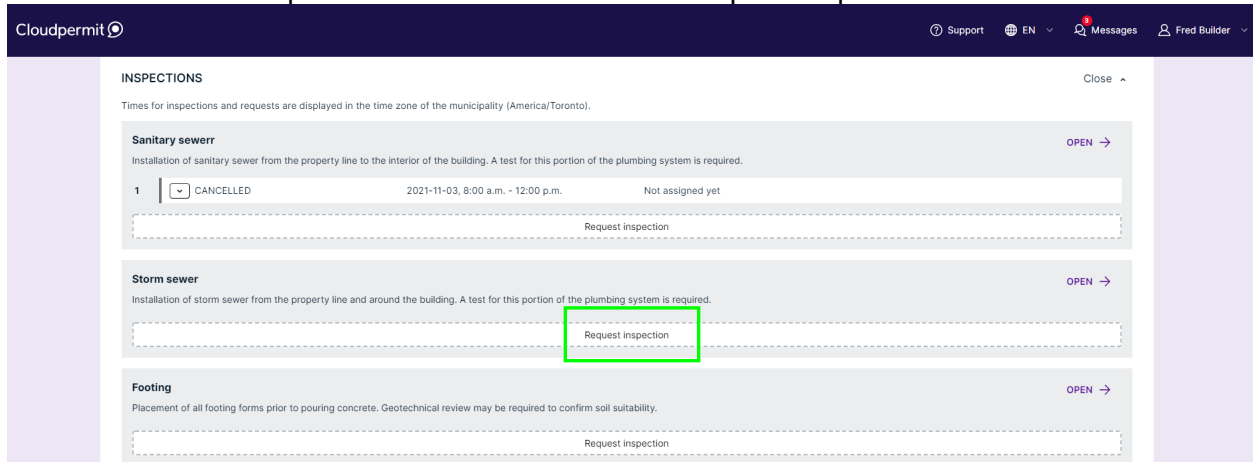 Cloudpermit
Support EN 3 Messages Fred Builder
INSPECTIONS Close
Times for inspections and requests are displayed in the time zone of the municipality (America/Toronto).
Sanitary sewerr OPEN →
Installation of sanitary sewer from the property line to the interior of the building. A test for this portion of the plumbing system is required.
1 CANCELLED 2021-11-03, 8:00 a.m. - 12:00 p.m. Not assigned yet
Request inspection
Storm sewer OPEN →
Installation of storm sewer from the property line and around the building. A test for this portion of the plumbing system is required.
Request inspection
Footing OPEN →
Placement of all footing forms prior to pouring concrete. Geotechnical review may be required to confirm soil suitability.
Request inspection